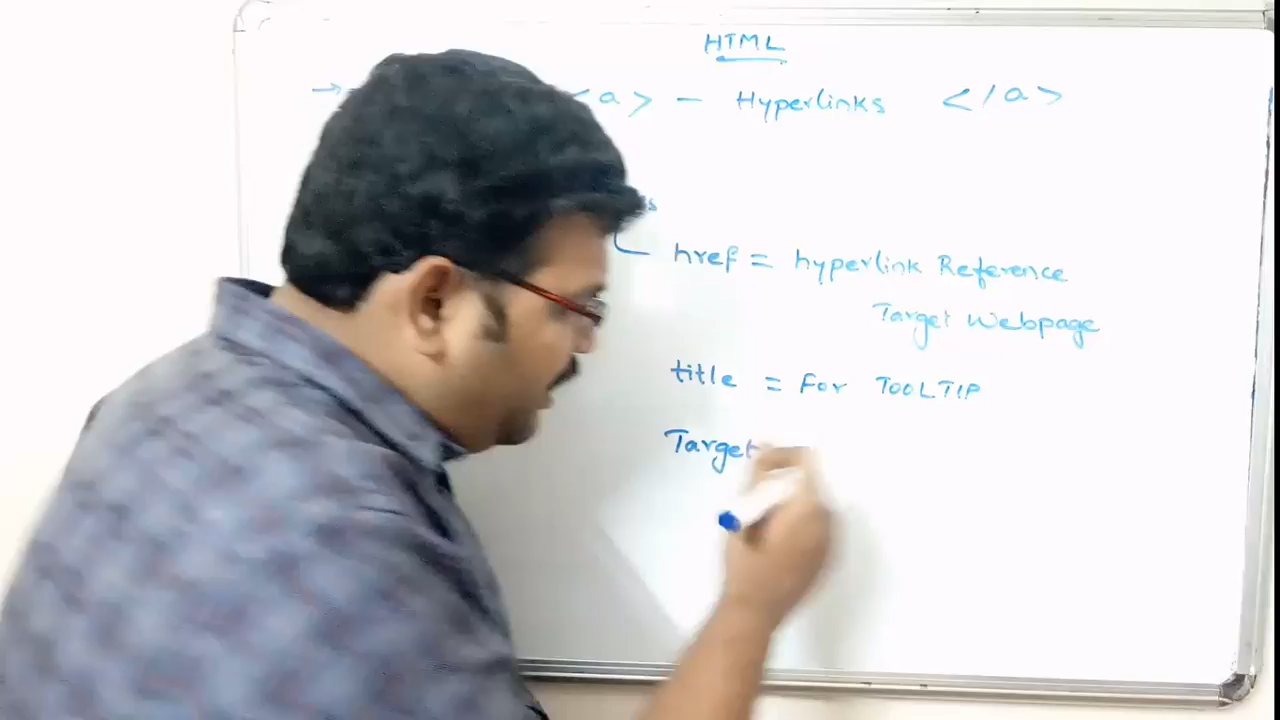 HTML
→ <a> - Hyperlinks </a>
href = hyperlink Reference
Target Webpage
title = For TOOLTIP
Target